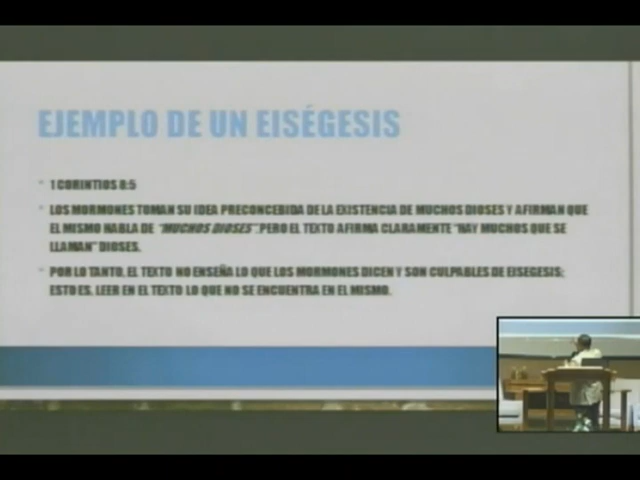 EJEMPLO DE UN EISÉGESIS
1 CORINTIOS 8:5
LOS MORMONES TOMAN SU IDEA PRECONCEBIDA DE LA EXISTENCIA DE MUCHOS DIOSES Y AFIRMAN QUE
EL MISMO HABLA DE "MUCHOS DIOSES". PERO EL TEXTO AFIRMA CLARAMENTE "HAY MUCHOS QUE SE
LLAMAN" DIOSES.
POR LO TANTO, EL TEXTO NO ENSEÑA LO QUE LOS MORMONES DICEN Y SON CULPABLES DE EISEGESIS;
ESTO ES, LEER EN EL TEXTO LO QUE NO SE ENCUENTRA EN EL MISMO.